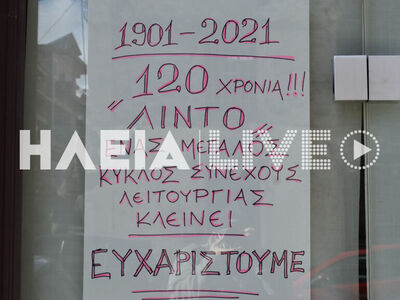 1901-2021
120 ΧΡΟΝΙΑ!!!
"ΛΙΝΤΟ"
ΕΝΑΣ ΜΕΓΑΛΟΣ
ΗΛΕΙΑ LIVE
ΚΥΚΛΟΣ ΣΥΝΕΧΟΥΣ
ΛΕΙΤΟΥΡΓΙΑΣ
ΚΛΕΙΝΕΙ
ΕΥΧΑΡΙΣΤΟΥΜΕ